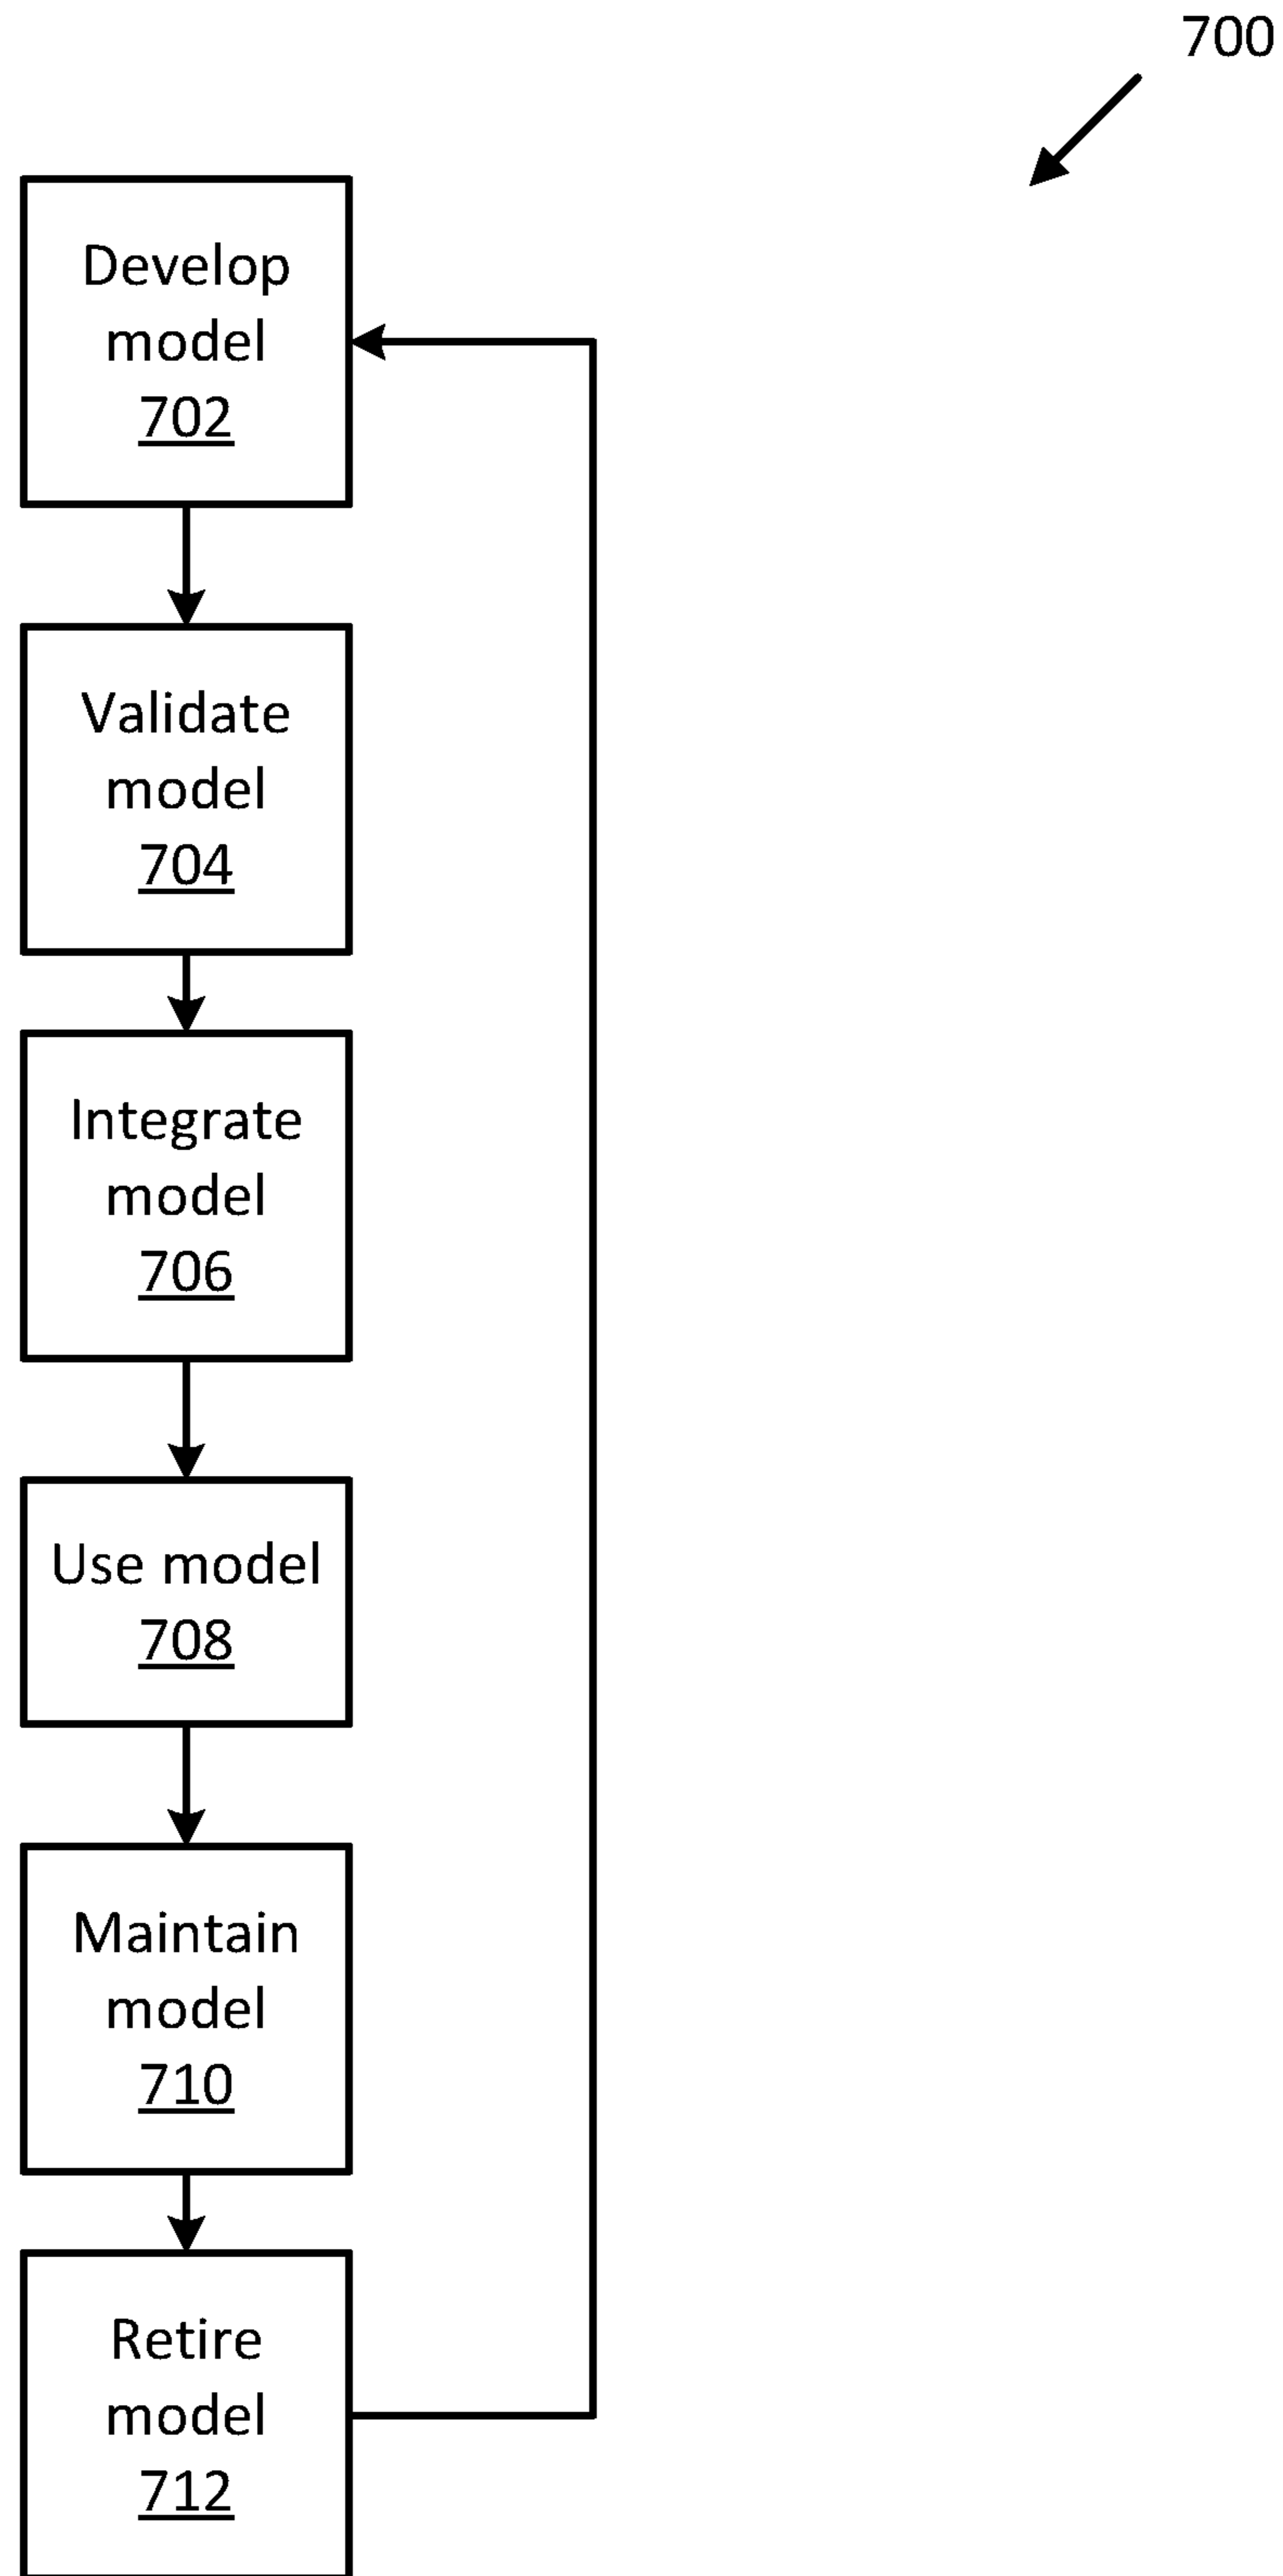 700
Develop
model
702
Validate
model
704
Integrate
model
706
Use model
708
Maintain
model
710
Retire
model
712